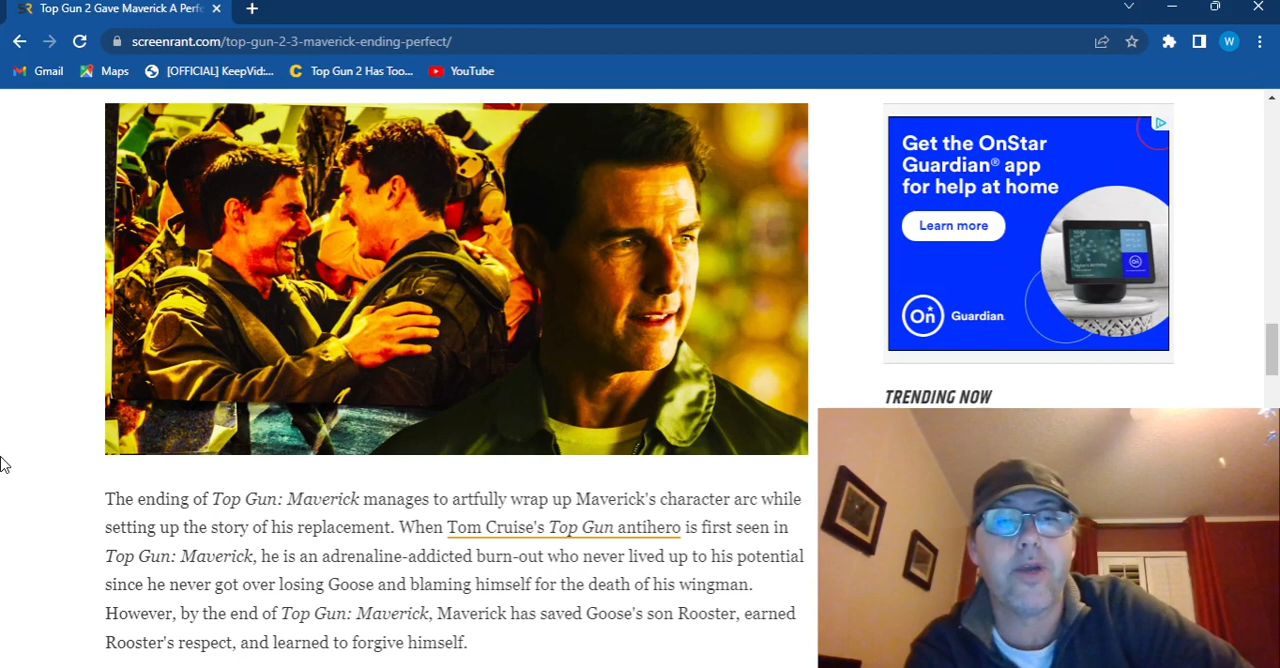 Top Gun 2 Gave Maverick A Perfe
screenrant.com/top-gun-2-3-maverick-ending-perfect/
W
Gmail
Maps
[OFFICIAL] KeepVid:...
Top Gun 2 Has Too...
YouTube
Get the OnStar
Guardian® app
for help at home
Learn more
On
Guardian.
TRENDING NOW
The ending of Top Gun: Maverick manages to artfully wrap up Maverick's character arc while
setting up the story of his replacement. When Tom Cruise's Top Gun antihero is first seen in
Top Gun: Maverick, he is an adrenaline-addicted burn-out who never lived up to his potential
since he never got over losing Goose and blaming himself for the death of his wingman.
However, by the end of Top Gun: Maverick, Maverick has saved Goose's son Rooster, earned
Rooster's respect, and learned to forgive himself.